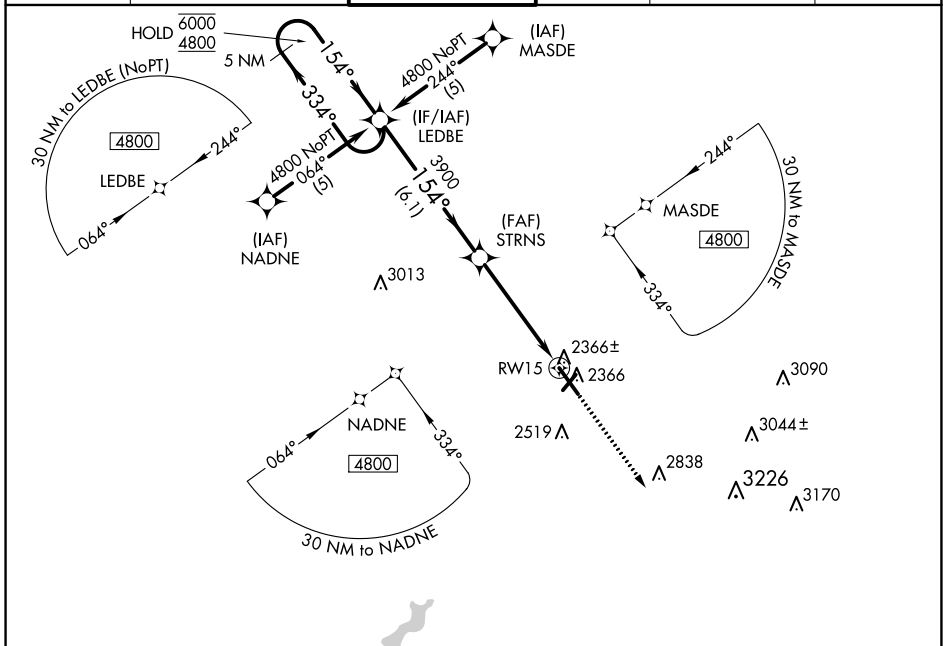 HOLD 6000
4800
5 NM
154°
334°
(IAF)
MASDE
4800 NoPT
244°
(5)
(IF/IAF)
LEDBE
4800 NoPT
064°
(5)
(IAF)
NADNE
3900
154°
(6.1)
(FAF)
STRNS
30 NM to LEDBE (NoPT)
4800
244°
LEDBE
064°
244°
MASDE
4800
30 NM to MASDE
334°
3013
2366±
RW15
2366
3090
2519
3044±
2838
3226
3170
NADNE
064°
4800
334°
30 NM to NADNE